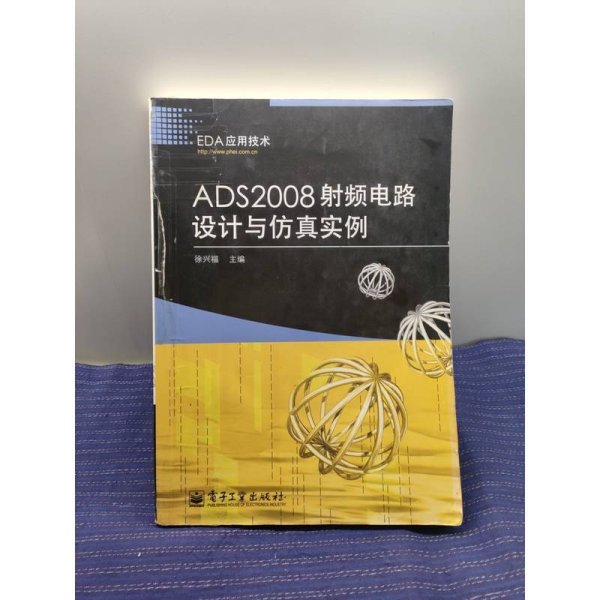 EDA应用技术
http://www.phei.com.cn
ADS2008射频电路
设计与仿真实例
徐兴福 主编
电子工业出版社
PUBLISHING HOUSE OF ELECTRONICS INDUSTRY